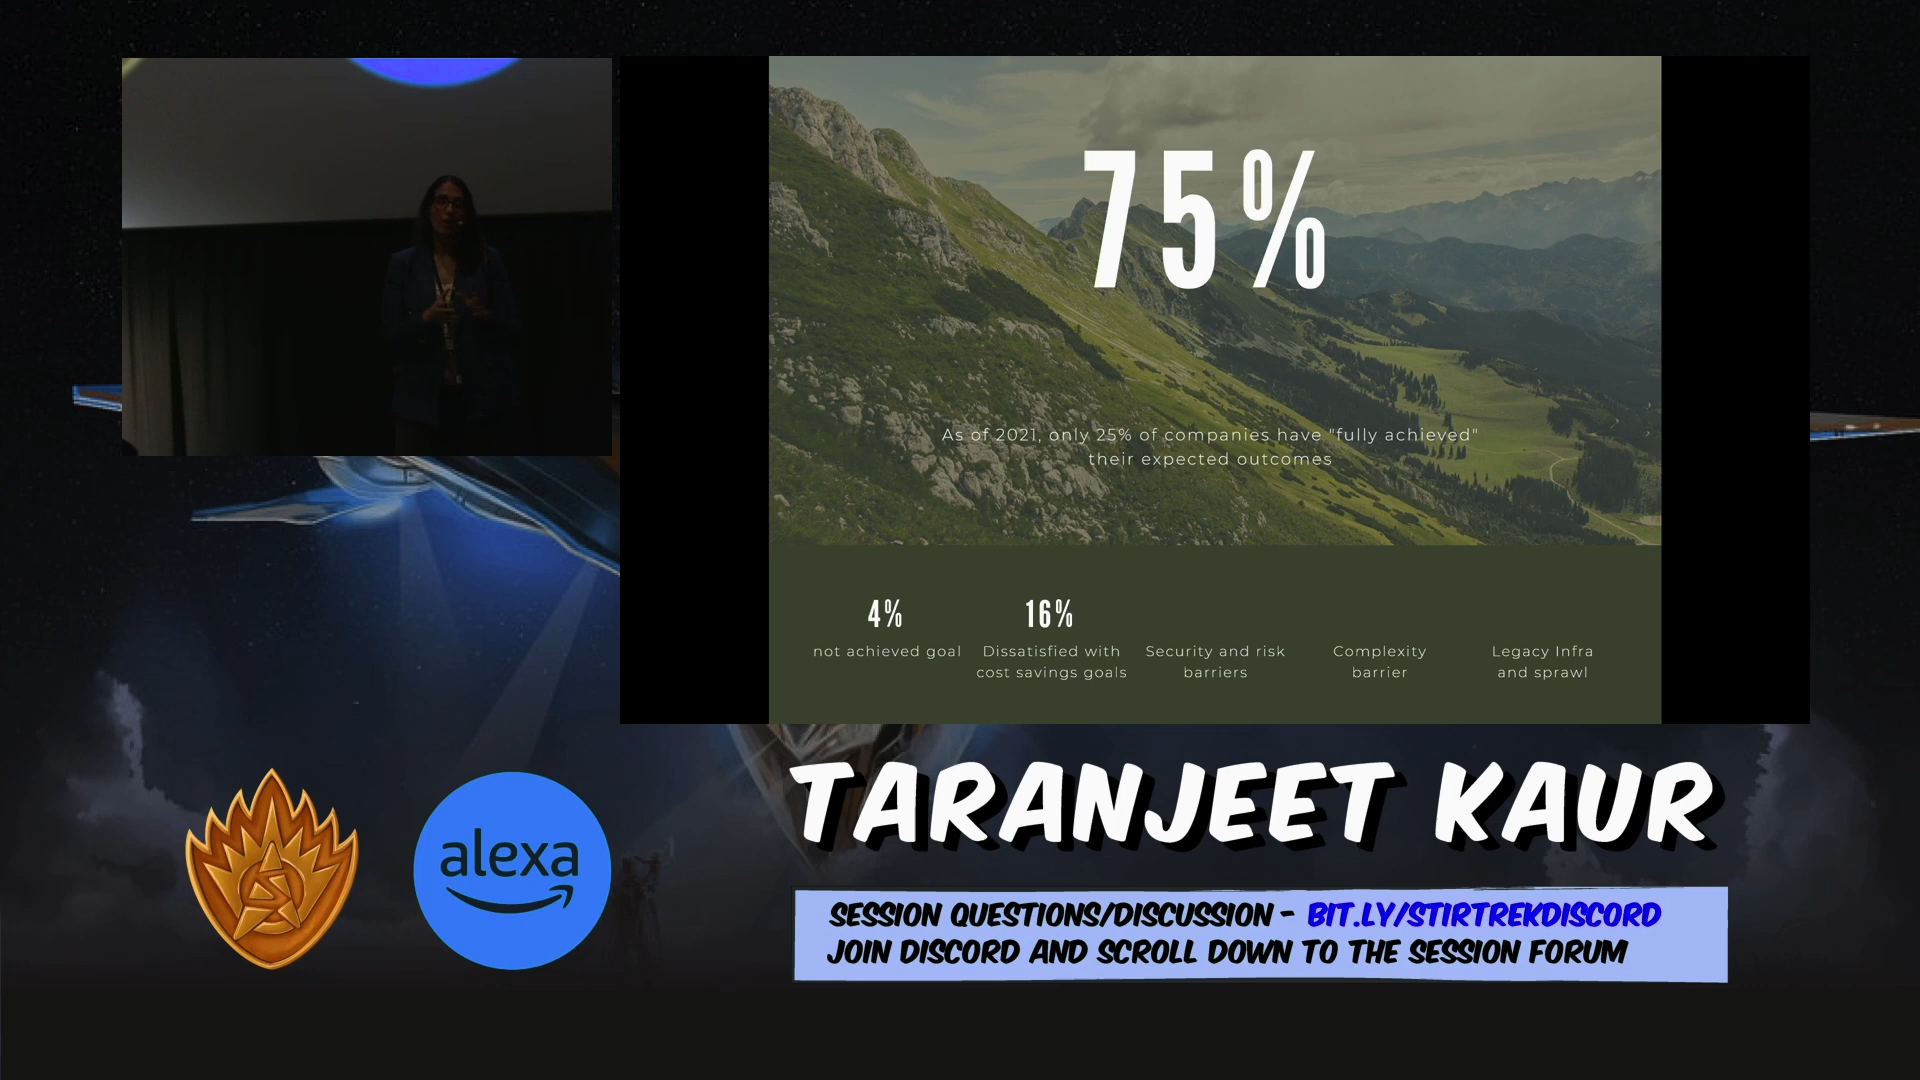 75%
As of 2021, only 25% of companies have "fully achieved"
their expected outcomes
4%
not achieved goal
16%
Dissatisfied with
cost savings goals
Security and risk
barriers
Complexity
barrier
Legacy Infra
and sprawl
alexa
TARANJEET KAUR
SESSION QUESTIONS/DISCUSSION - BIT.LY/STIRTREKDISCORD
JOIN DISCORD AND SCROLL DOWN TO THE SESSION FORUM